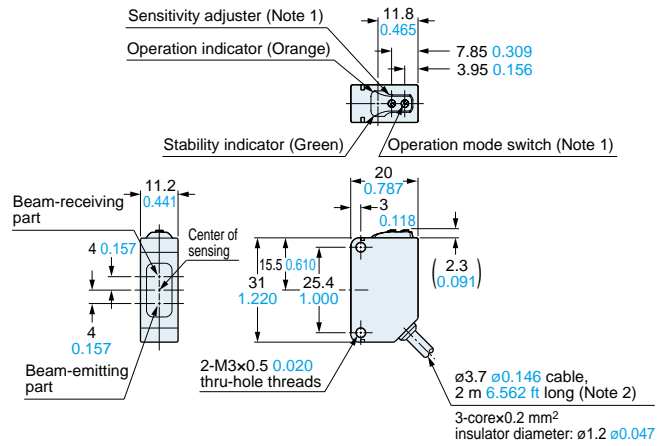 Sensitivity adjuster (Note 1)
11.8
0.465
Operation indicator (Orange)
7.85 0.309
3.95 0.156
Stability indicator (Green)
Operation mode switch (Note 1)
11.2
0.441
20
0.787
3
0.118
Beam-receiving
part
Center of
sensing
4 0.157
15.5 0.610
31
1.220
25.4
1.000
(2.3
0.091)
4
0.157
Beam-emitting
part
2-M3×0.5 0.020
thru-hole threads
ø3.7 ø0.146 cable,
2 m 6.562 ft long (Note 2)
3-core×0.2 mm²
insulator diameter: ø1.2 ø0.047